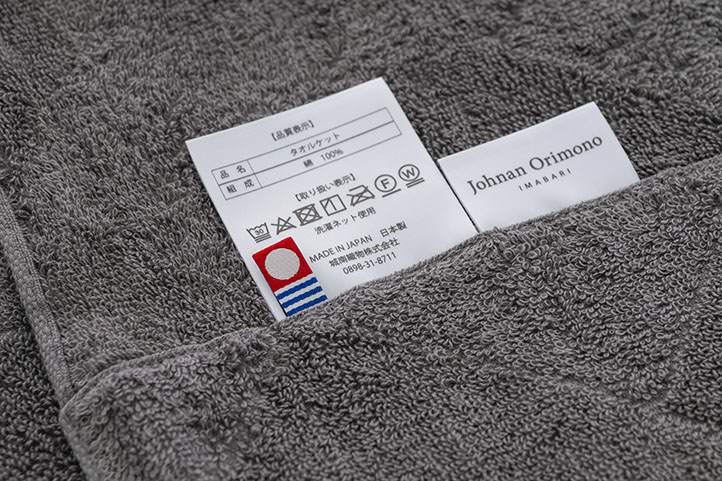 【品質表示】
品名 タオルケット
組成 綿 100%
【取り扱い表示】
30 F W
洗濯ネット使用
MADE IN JAPAN 日本製
城南織物株式会社
0898-31-8711
Johnan Orimono
IMABARI